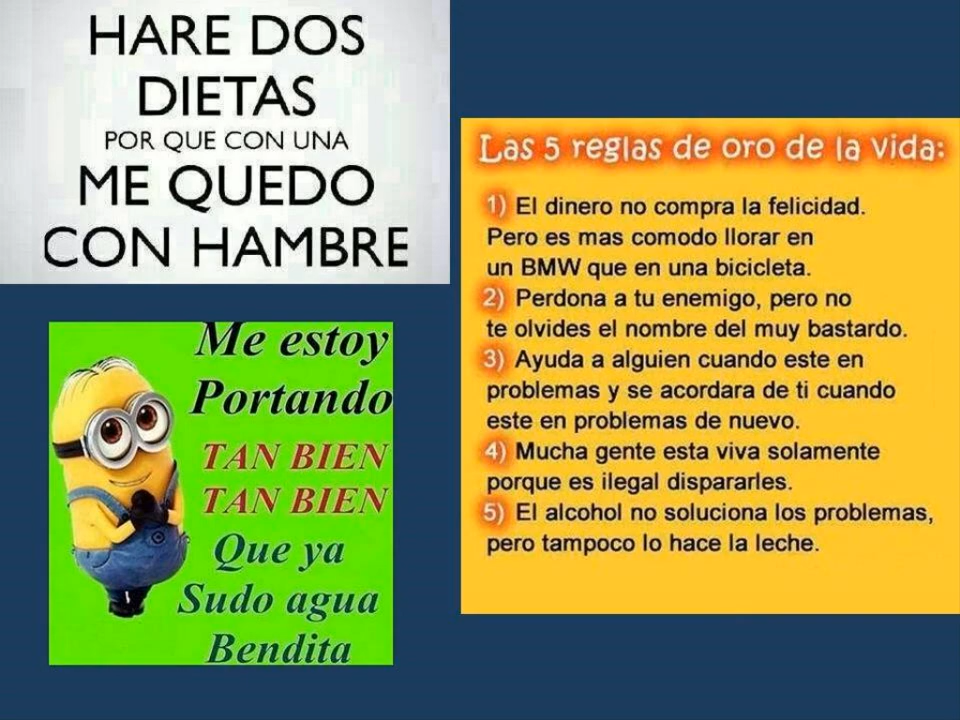 HARE DOS
DIETAS
POR QUE CON UNA
ME QUEDO
CON HAMBRE
Me estoy
Portando
TAN BIEN
TAN BIEN
Que ya
Sudo agua
Bendita
Las 5 reglas de oro de la vida:
1) El dinero no compra la felicidad.
Pero es mas comodo llorar en
un BMW que en una bicicleta.
2) Perdona a tu enemigo, pero no
te olvides el nombre del muy bastardo.
3) Ayuda a alguien cuando este en
problemas y se acordara de ti cuando
este en problemas de nuevo.
4) Mucha gente esta viva solamente
porque es ilegal dispararles.
5) El alcohol no soluciona los problemas,
pero tampoco lo hace la leche.